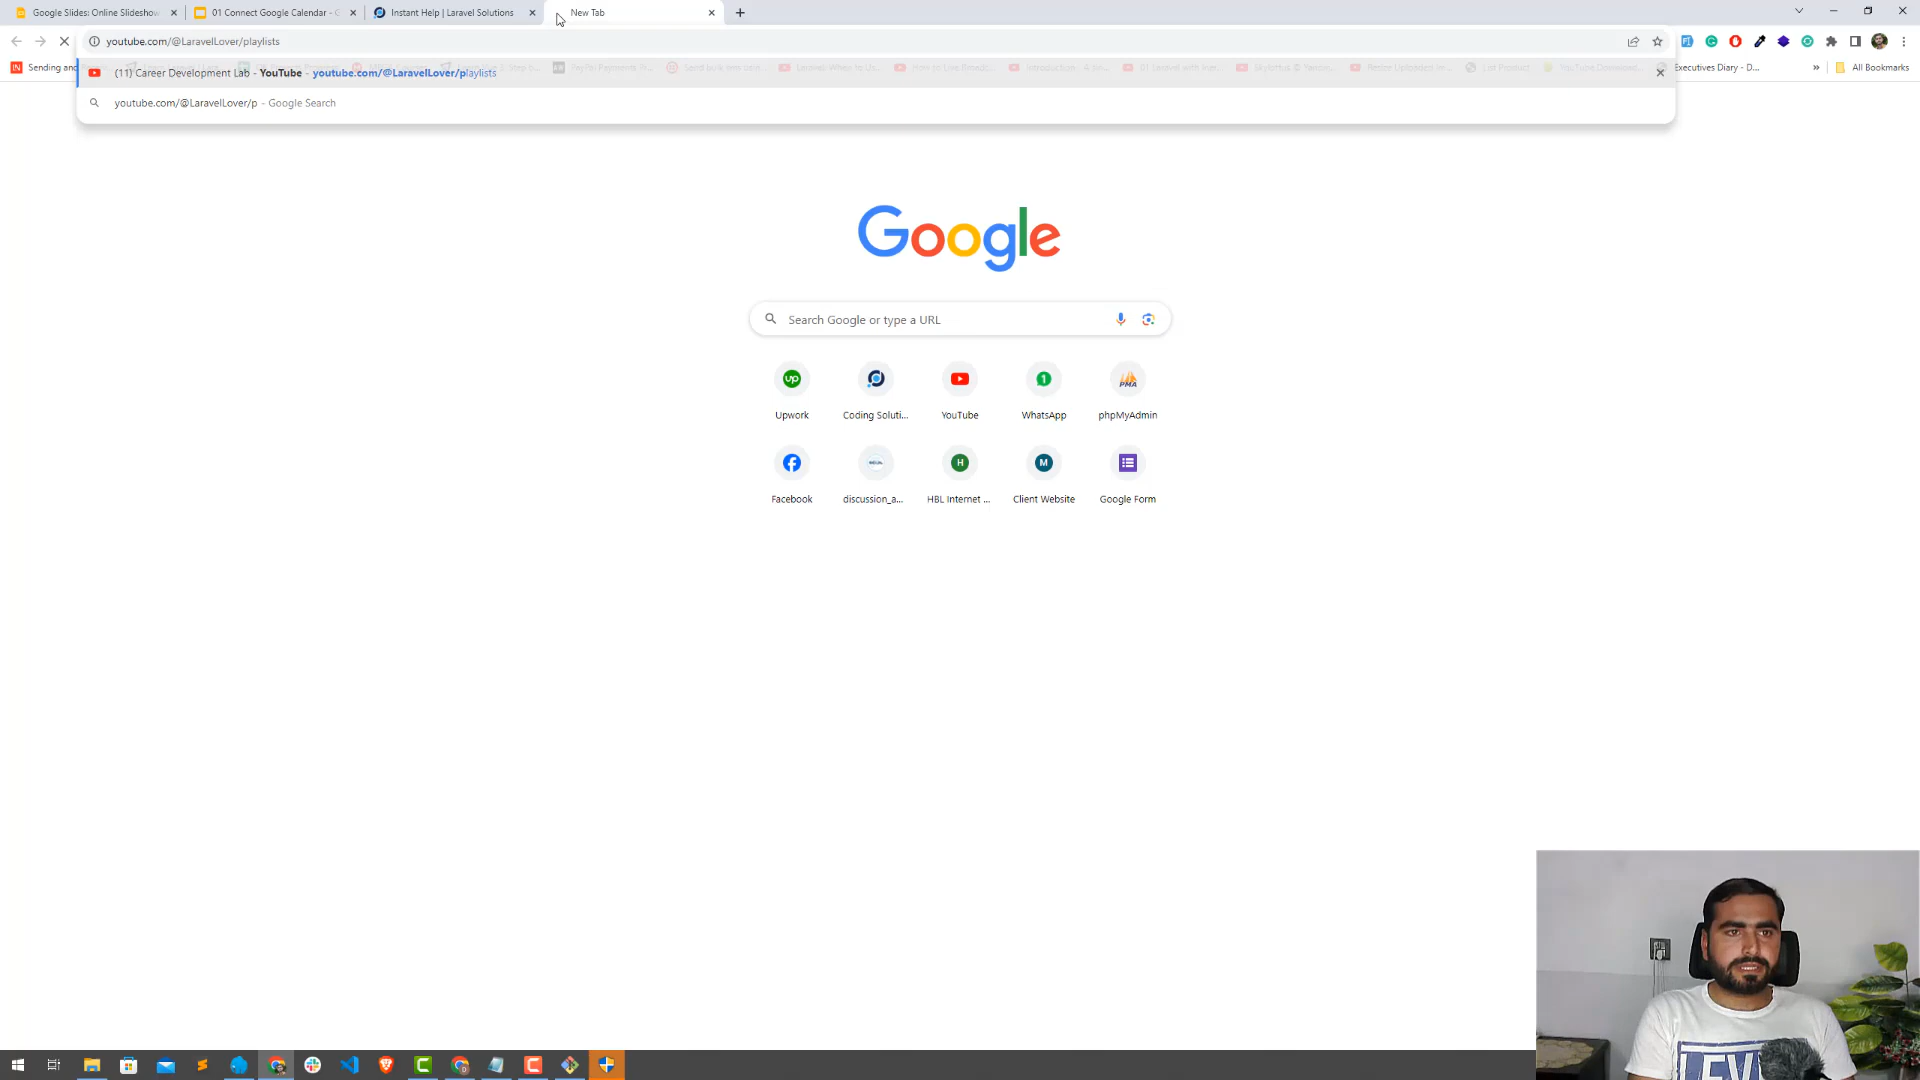 Google Slides: Online Slideshow
01 Connect Google Calendar - G
Instant Help | Laravel Solutions
New Tab
youtube.com/@LaravelLover/playlists
Sending and
(11) Career Development Lab - YouTube - youtube.com/@LaravelLover/playlists
Executives Diary - D...
»
All Bookmarks
youtube.com/@LaravelLover/p - Google Search
Google
Search Google or type a URL
Upwork
Coding Soluti...
YouTube
WhatsApp
phpMyAdmin
Facebook
discussion_a...
HBL Internet ...
Client Website
Google Form